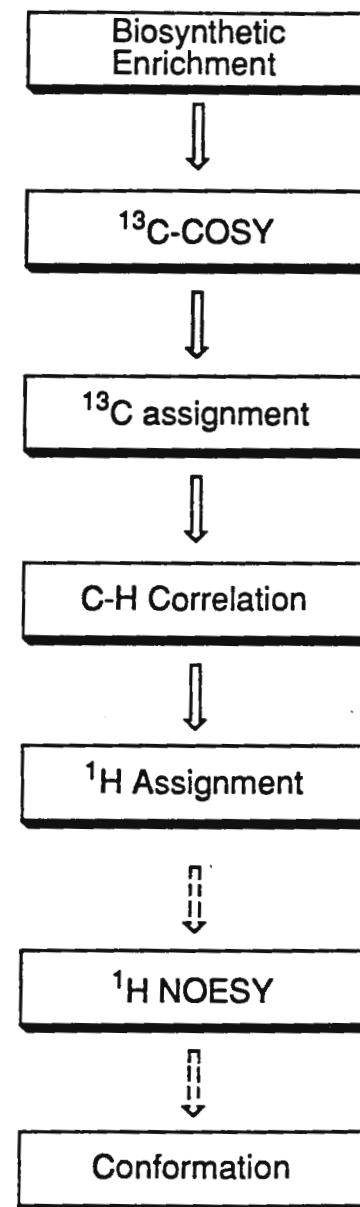 Biosynthetic
Enrichment
¹³C-COSY
¹³C assignment
C-H Correlation
¹H Assignment
¹H NOESY
Conformation